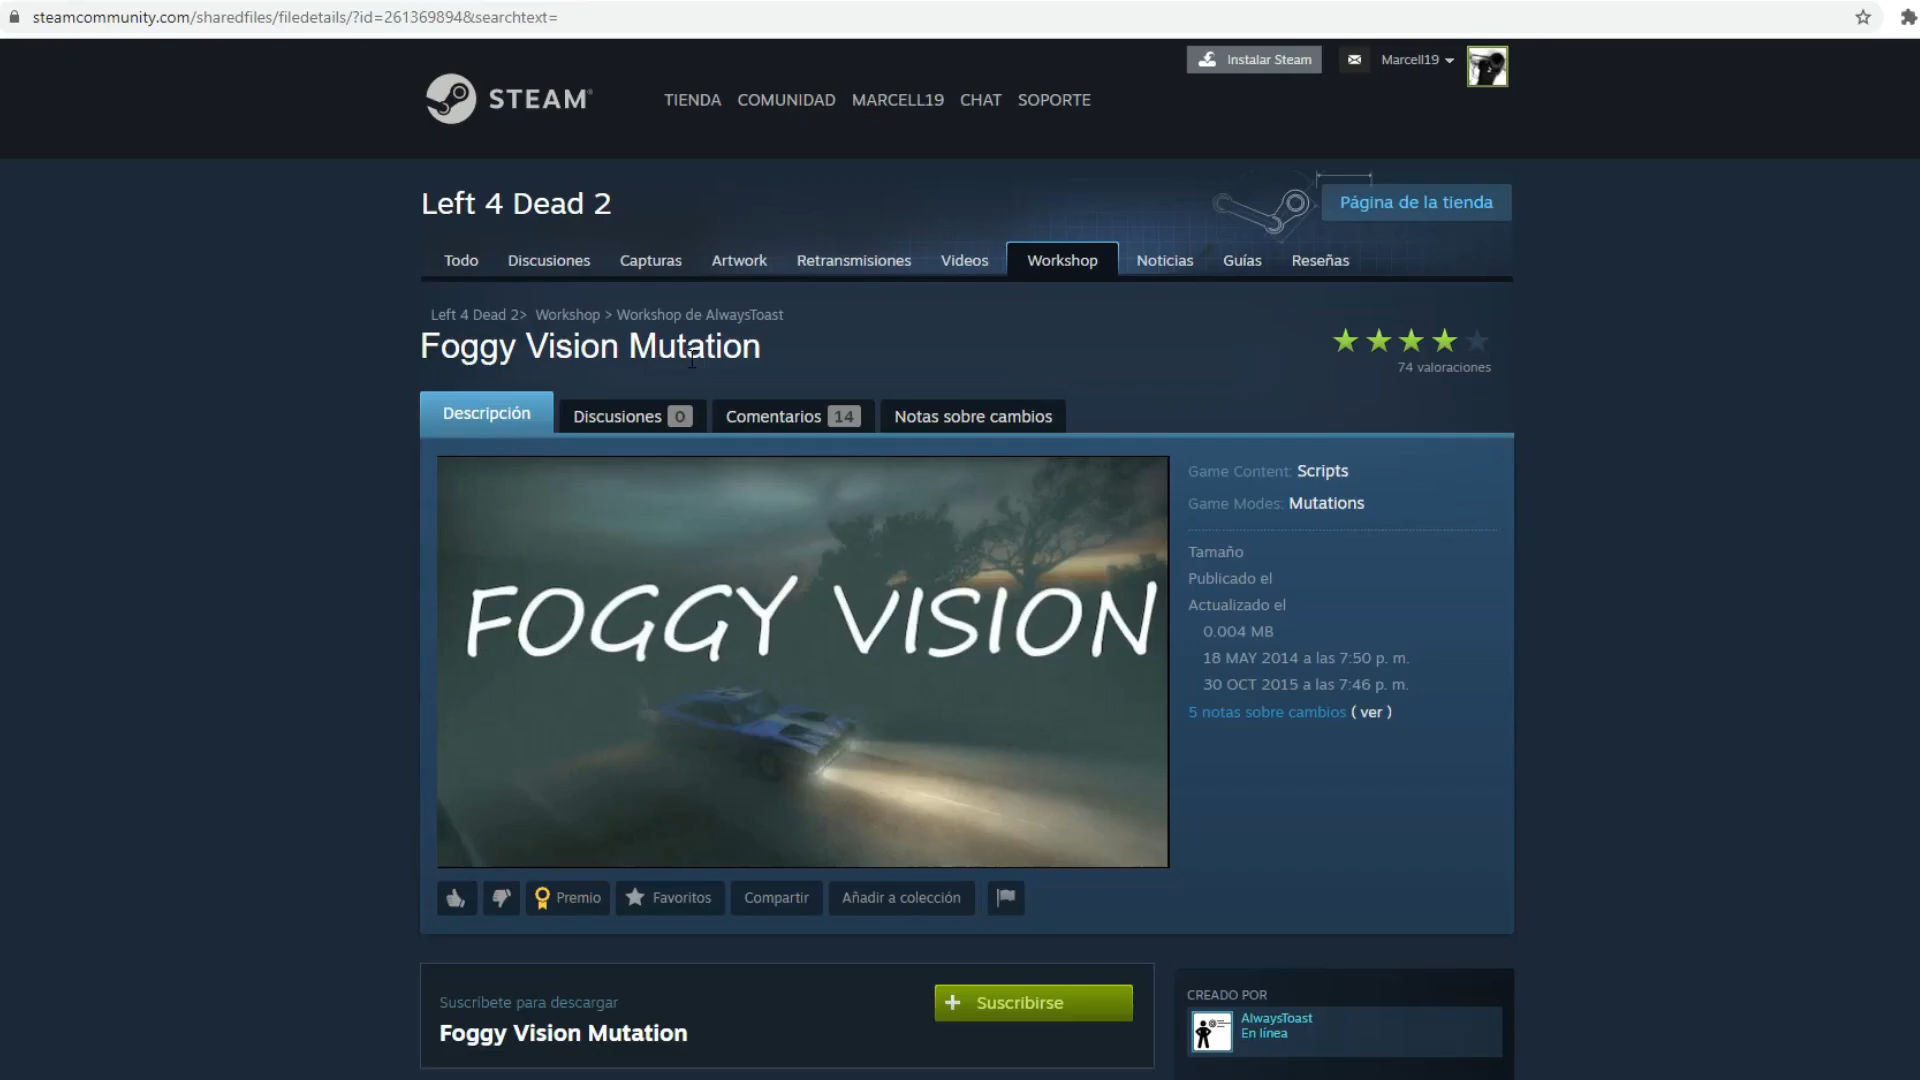 steamcommunity.com/sharedfiles/filedetails/?id=261369894&searchtext=
Instalar Steam
Marcell19
STEAM®
TIENDA COMUNIDAD MARCELL19 CHAT SOPORTE
Left 4 Dead 2
Página de la tienda
Todo Discusiones Capturas Artwork Retransmisiones Videos Workshop Noticias Guías Reseñas
Left 4 Dead 2> Workshop > Workshop de AlwaysToast
Foggy Vision Mutation
74 valoraciones
Descripción Discusiones 0 Comentarios 14 Notas sobre cambios
FOGGY VISION
Game Content: Scripts
Game Modes: Mutations
Tamaño
Publicado el
Actualizado el
0.004 MB
18 MAY 2014 a las 7:50 p. m.
30 OCT 2015 a las 7:46 p. m.
5 notas sobre cambios ( ver )
Premio Favoritos Compartir Añadir a colección
Suscríbete para descargar
Foggy Vision Mutation
+ Suscribirse
CREADO POR
AlwaysToast
En línea